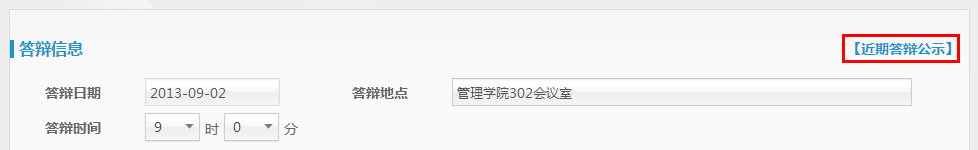 答辩信息 【近期答辩公示】
答辩日期 2013-09-02 答辩地点 管理学院302会议室
答辩时间 9 时 0 分